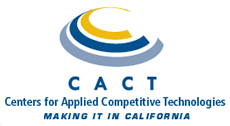 CACT
Centers for Applied Competitive Technologies
MAKING IT IN CALIFORNIA